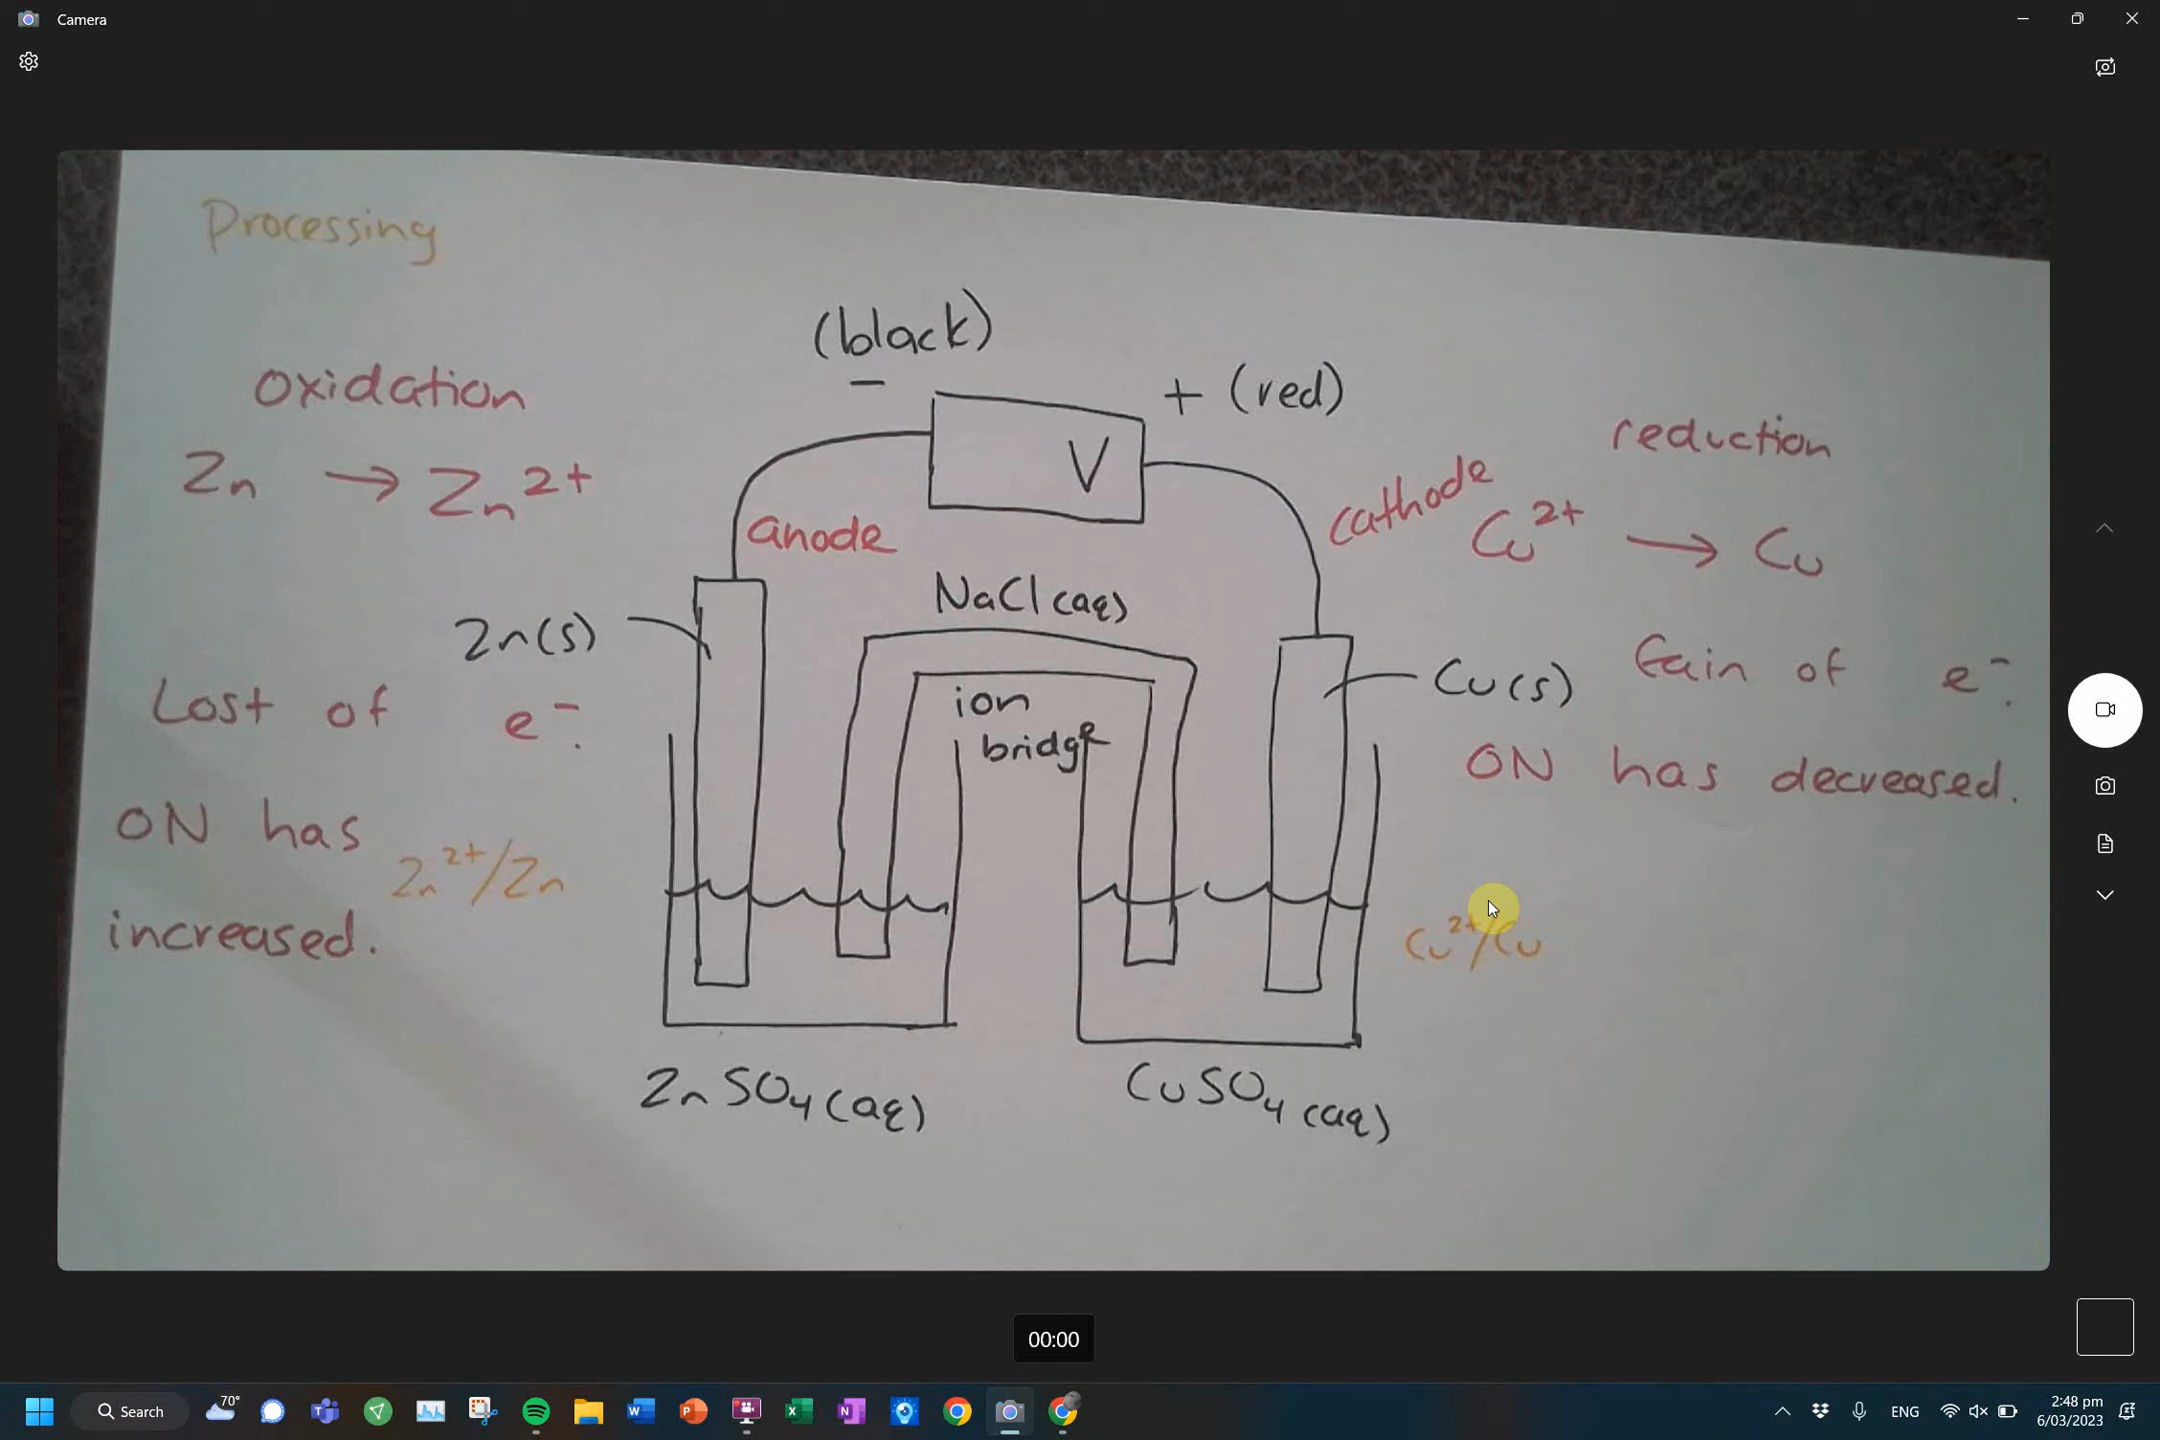 Camera
Processing
(black)
−
+ (red)
oxidation
Zn → Zn²⁺
V
anode
cathode
reduction
Cu²⁺ → Cu
NaCl(aq)
Zn(s)
ion
bridge
Cu(s)
Gain of e⁻.
Lost of e⁻.
ON has decreased.
ON has
increased.
Zn²⁺/Zn
Cu²⁺/Cu
ZnSO₄(aq)
CuSO₄(aq)
00:00
70°
Search
ENG
2:48 pm
6/03/2023